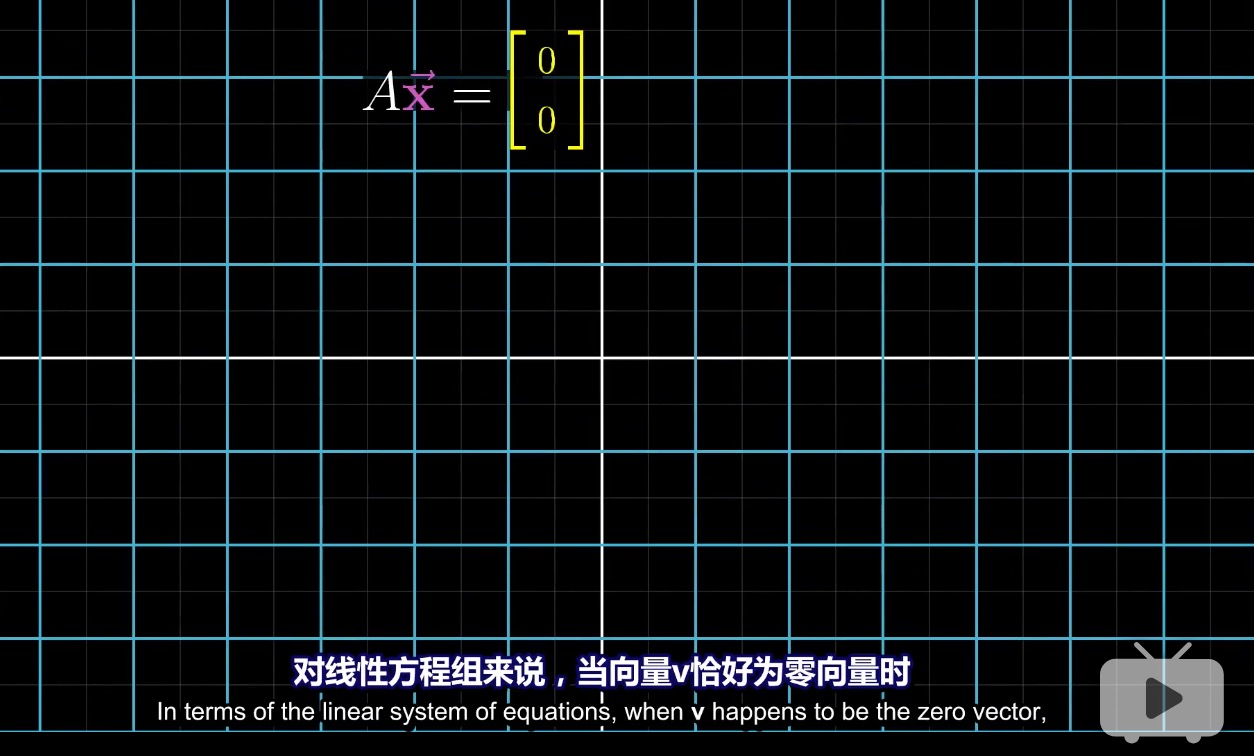 A\vec{\mathbf{x}} = \begin{bmatrix} 0 \\ 0 \end{bmatrix}
对线性方程组来说，当向量v恰好为零向量时
In terms of the linear system of equations, when v happens to be the zero vector,